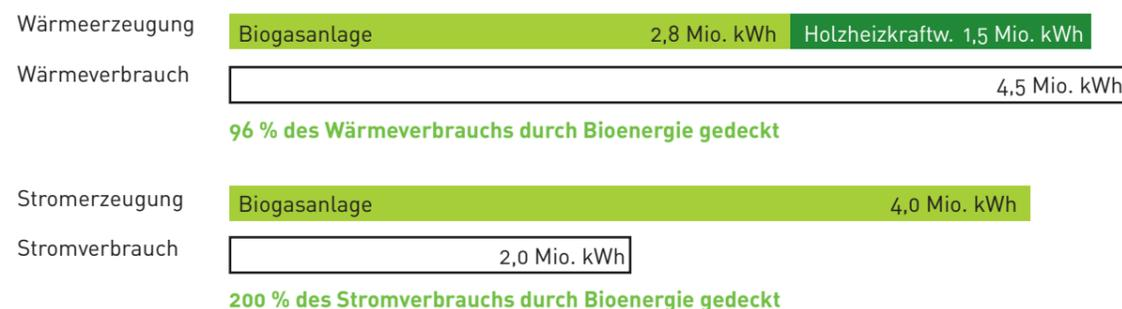 Wärmeerzeugung Biogasanlage 2,8 Mio. kWh Holzheizkraftw. 1,5 Mio. kWh
Wärmeverbrauch 4,5 Mio. kWh
96 % des Wärmeverbrauchs durch Bioenergie gedeckt
Stromerzeugung Biogasanlage 4,0 Mio. kWh
Stromverbrauch 2,0 Mio. kWh
200 % des Stromverbrauchs durch Bioenergie gedeckt